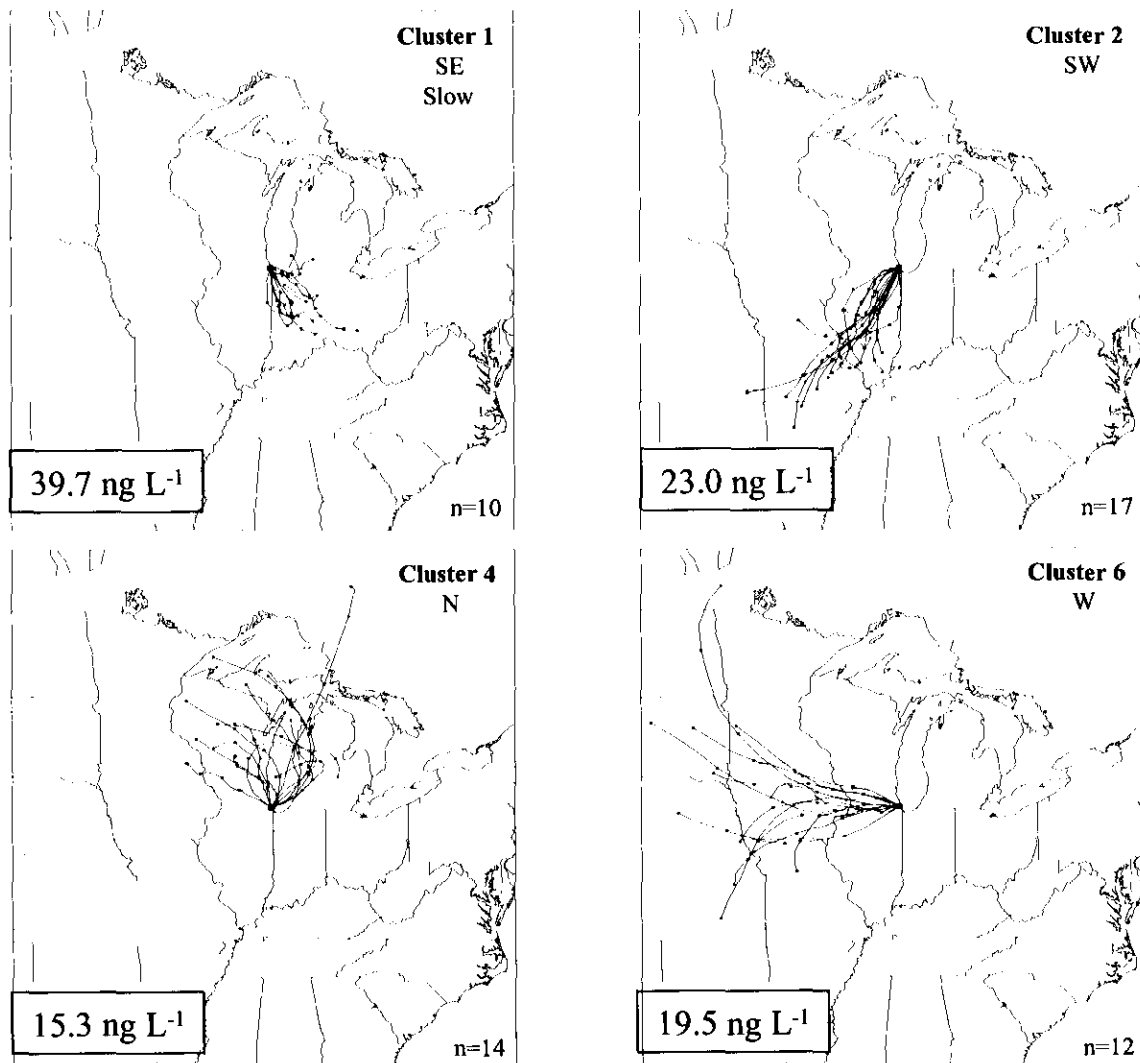 Cluster 1
SE
Slow
39.7 ng L⁻¹
n=10
Cluster 2
SW
23.0 ng L⁻¹
n=17
Cluster 4
N
15.3 ng L⁻¹
n=14
Cluster 6
W
19.5 ng L⁻¹
n=12